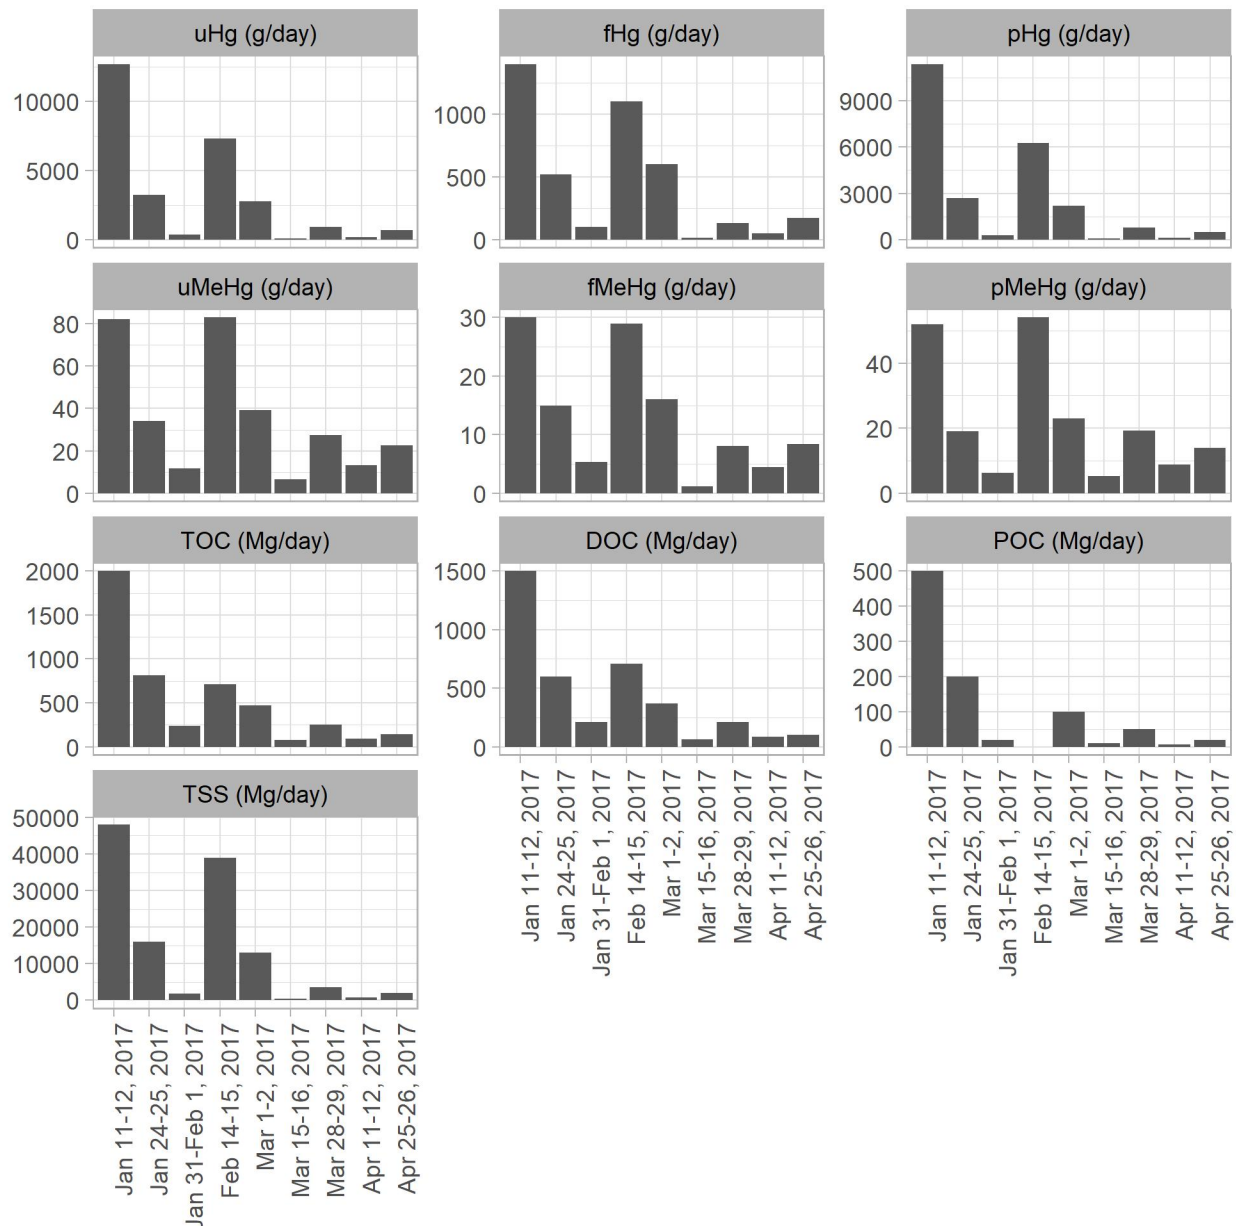 uHg (g/day)
fHg (g/day)
pHg (g/day)
10000
5000
0
1000
500
0
9000
6000
3000
0
uMeHg (g/day)
fMeHg (g/day)
pMeHg (g/day)
80
60
40
20
0
30
20
10
0
40
20
0
TOC (Mg/day)
DOC (Mg/day)
POC (Mg/day)
2000
1500
1000
500
0
1500
1000
500
0
500
400
300
200
100
0
Jan 11-12, 2017
Jan 24-25, 2017
Jan 31-Feb 1, 2017
Feb 14-15, 2017
Mar 1-2, 2017
Mar 15-16, 2017
Mar 28-29, 2017
Apr 11-12, 2017
Apr 25-26, 2017
Jan 11-12, 2017
Jan 24-25, 2017
Jan 31-Feb 1, 2017
Feb 14-15, 2017
Mar 1-2, 2017
Mar 15-16, 2017
Mar 28-29, 2017
Apr 11-12, 2017
Apr 25-26, 2017
TSS (Mg/day)
50000
40000
30000
20000
10000
0
Jan 11-12, 2017
Jan 24-25, 2017
Jan 31-Feb 1, 2017
Feb 14-15, 2017
Mar 1-2, 2017
Mar 15-16, 2017
Mar 28-29, 2017
Apr 11-12, 2017
Apr 25-26, 2017